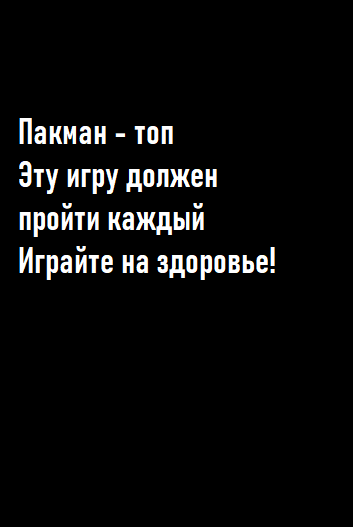 Пакман - топ
Эту игру должен
пройти каждый
Играйте на здоровье!